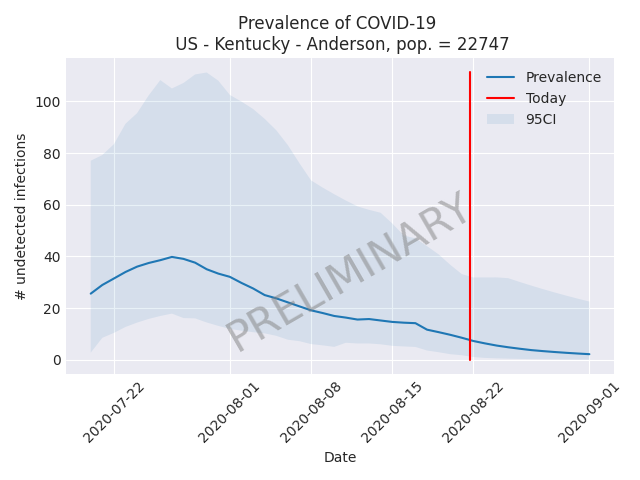 Prevalence of COVID-19
US - Kentucky - Anderson, pop. = 22747
# undetected infections
100
80
60
40
20
0
Prevalence
Today
95CI
PRELIMINARY
2020-07-22
2020-08-01
2020-08-08
2020-08-15
2020-08-22
2020-09-01
Date